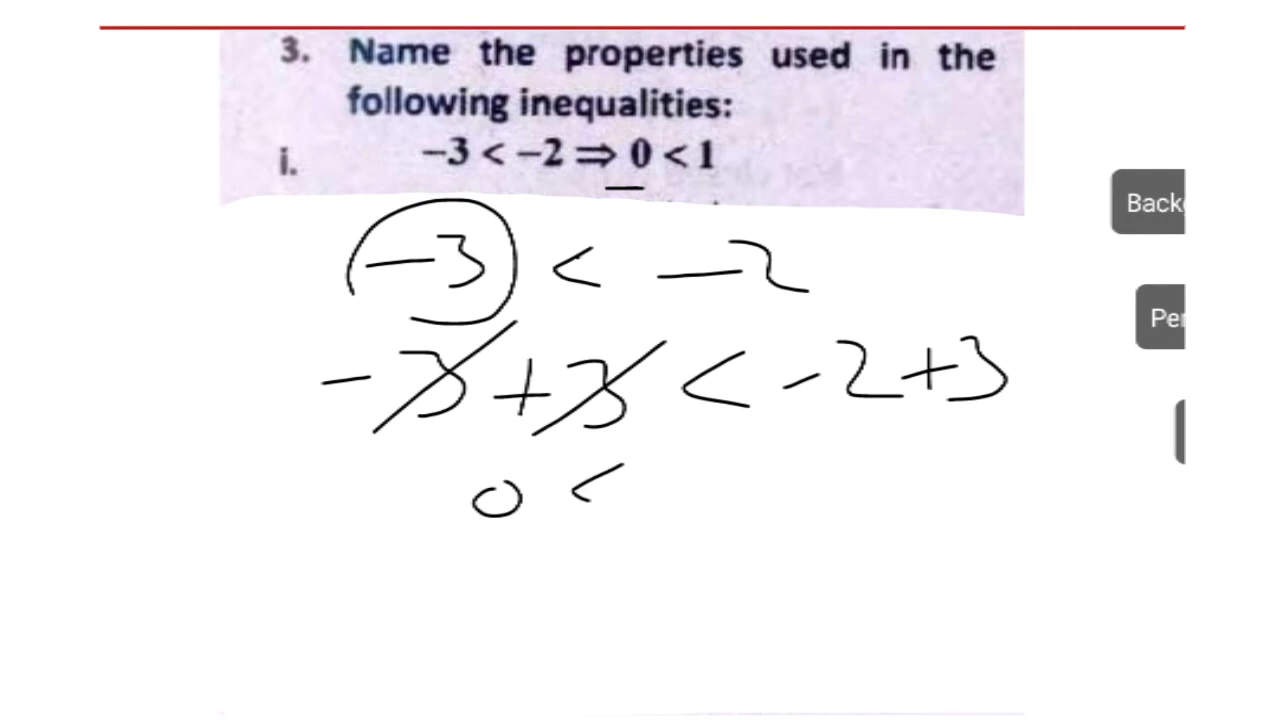 3. Name the properties used in the
following inequalities:
i. −3 < −2 ⇒ 0 < 1
−3 < −2
−3 + 3 < −2 + 3
0 <
Back
Per